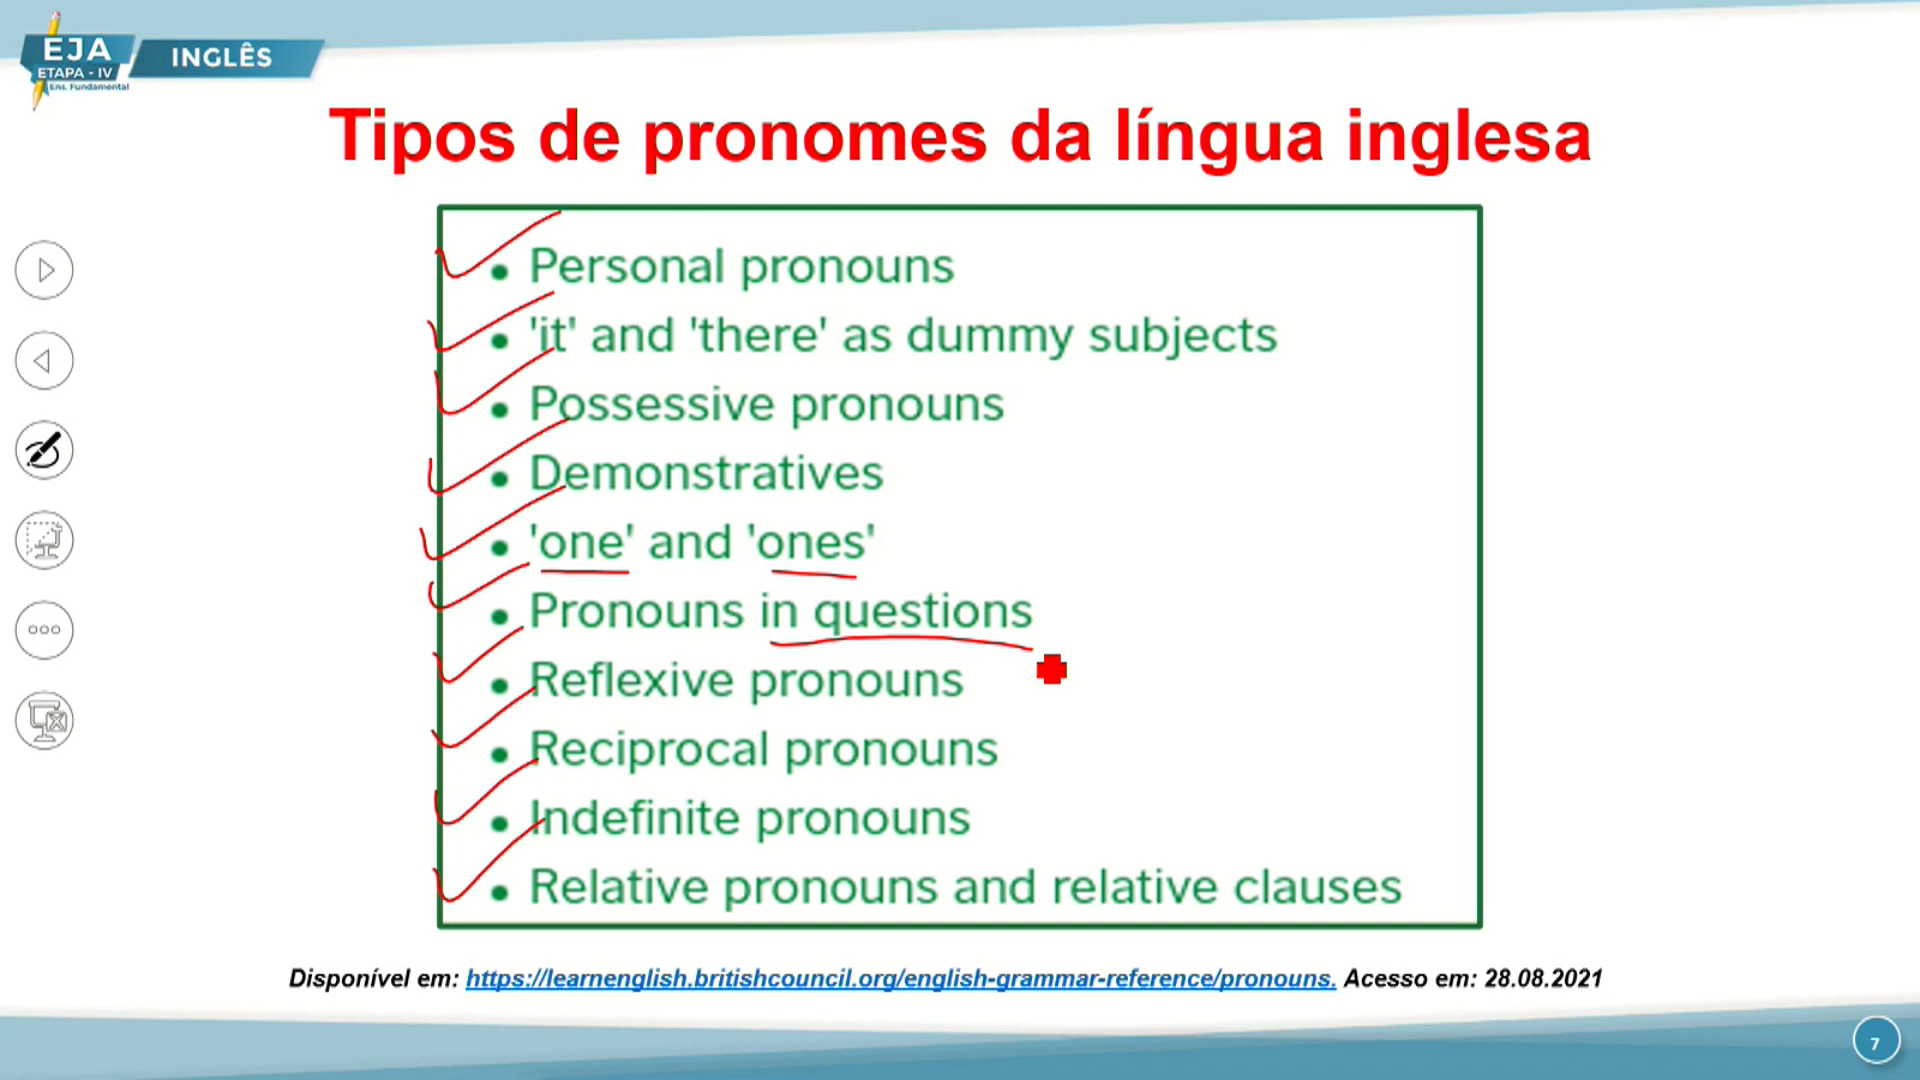 EJA
ETAPA - IV
Ens. Fundamental
INGLÊS
Tipos de pronomes da língua inglesa
• Personal pronouns
• 'it' and 'there' as dummy subjects
• Possessive pronouns
• Demonstratives
• 'one' and 'ones'
• Pronouns in questions
• Reflexive pronouns
• Reciprocal pronouns
• Indefinite pronouns
• Relative pronouns and relative clauses
Disponível em: https://learnenglish.britishcouncil.org/english-grammar-reference/pronouns. Acesso em: 28.08.2021
7